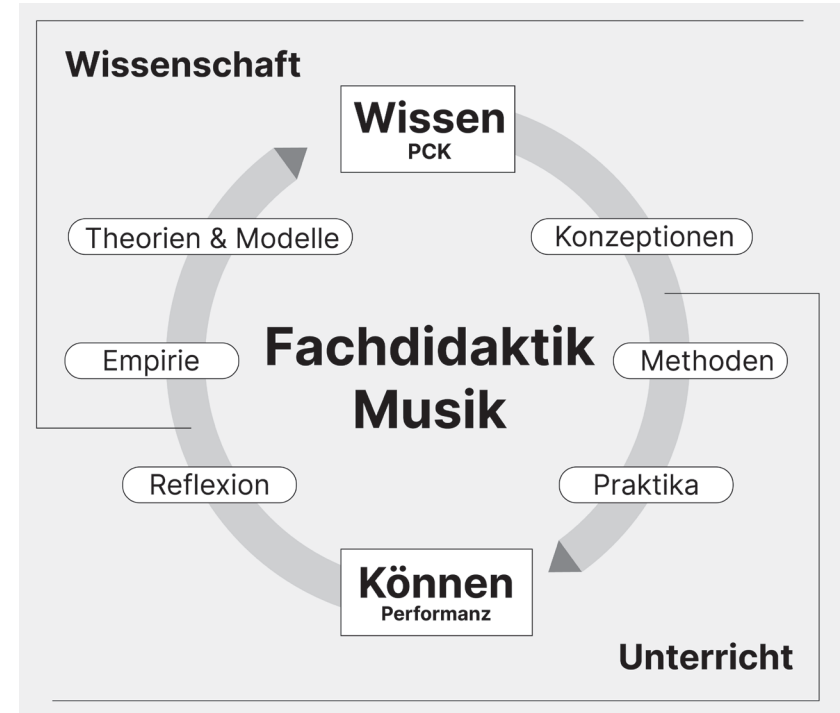 Wissenschaft
Wissen
PCK
Theorien & Modelle
Konzeptionen
Fachdidaktik
Musik
Empirie
Methoden
Reflexion
Praktika
Können
Performanz
Unterricht